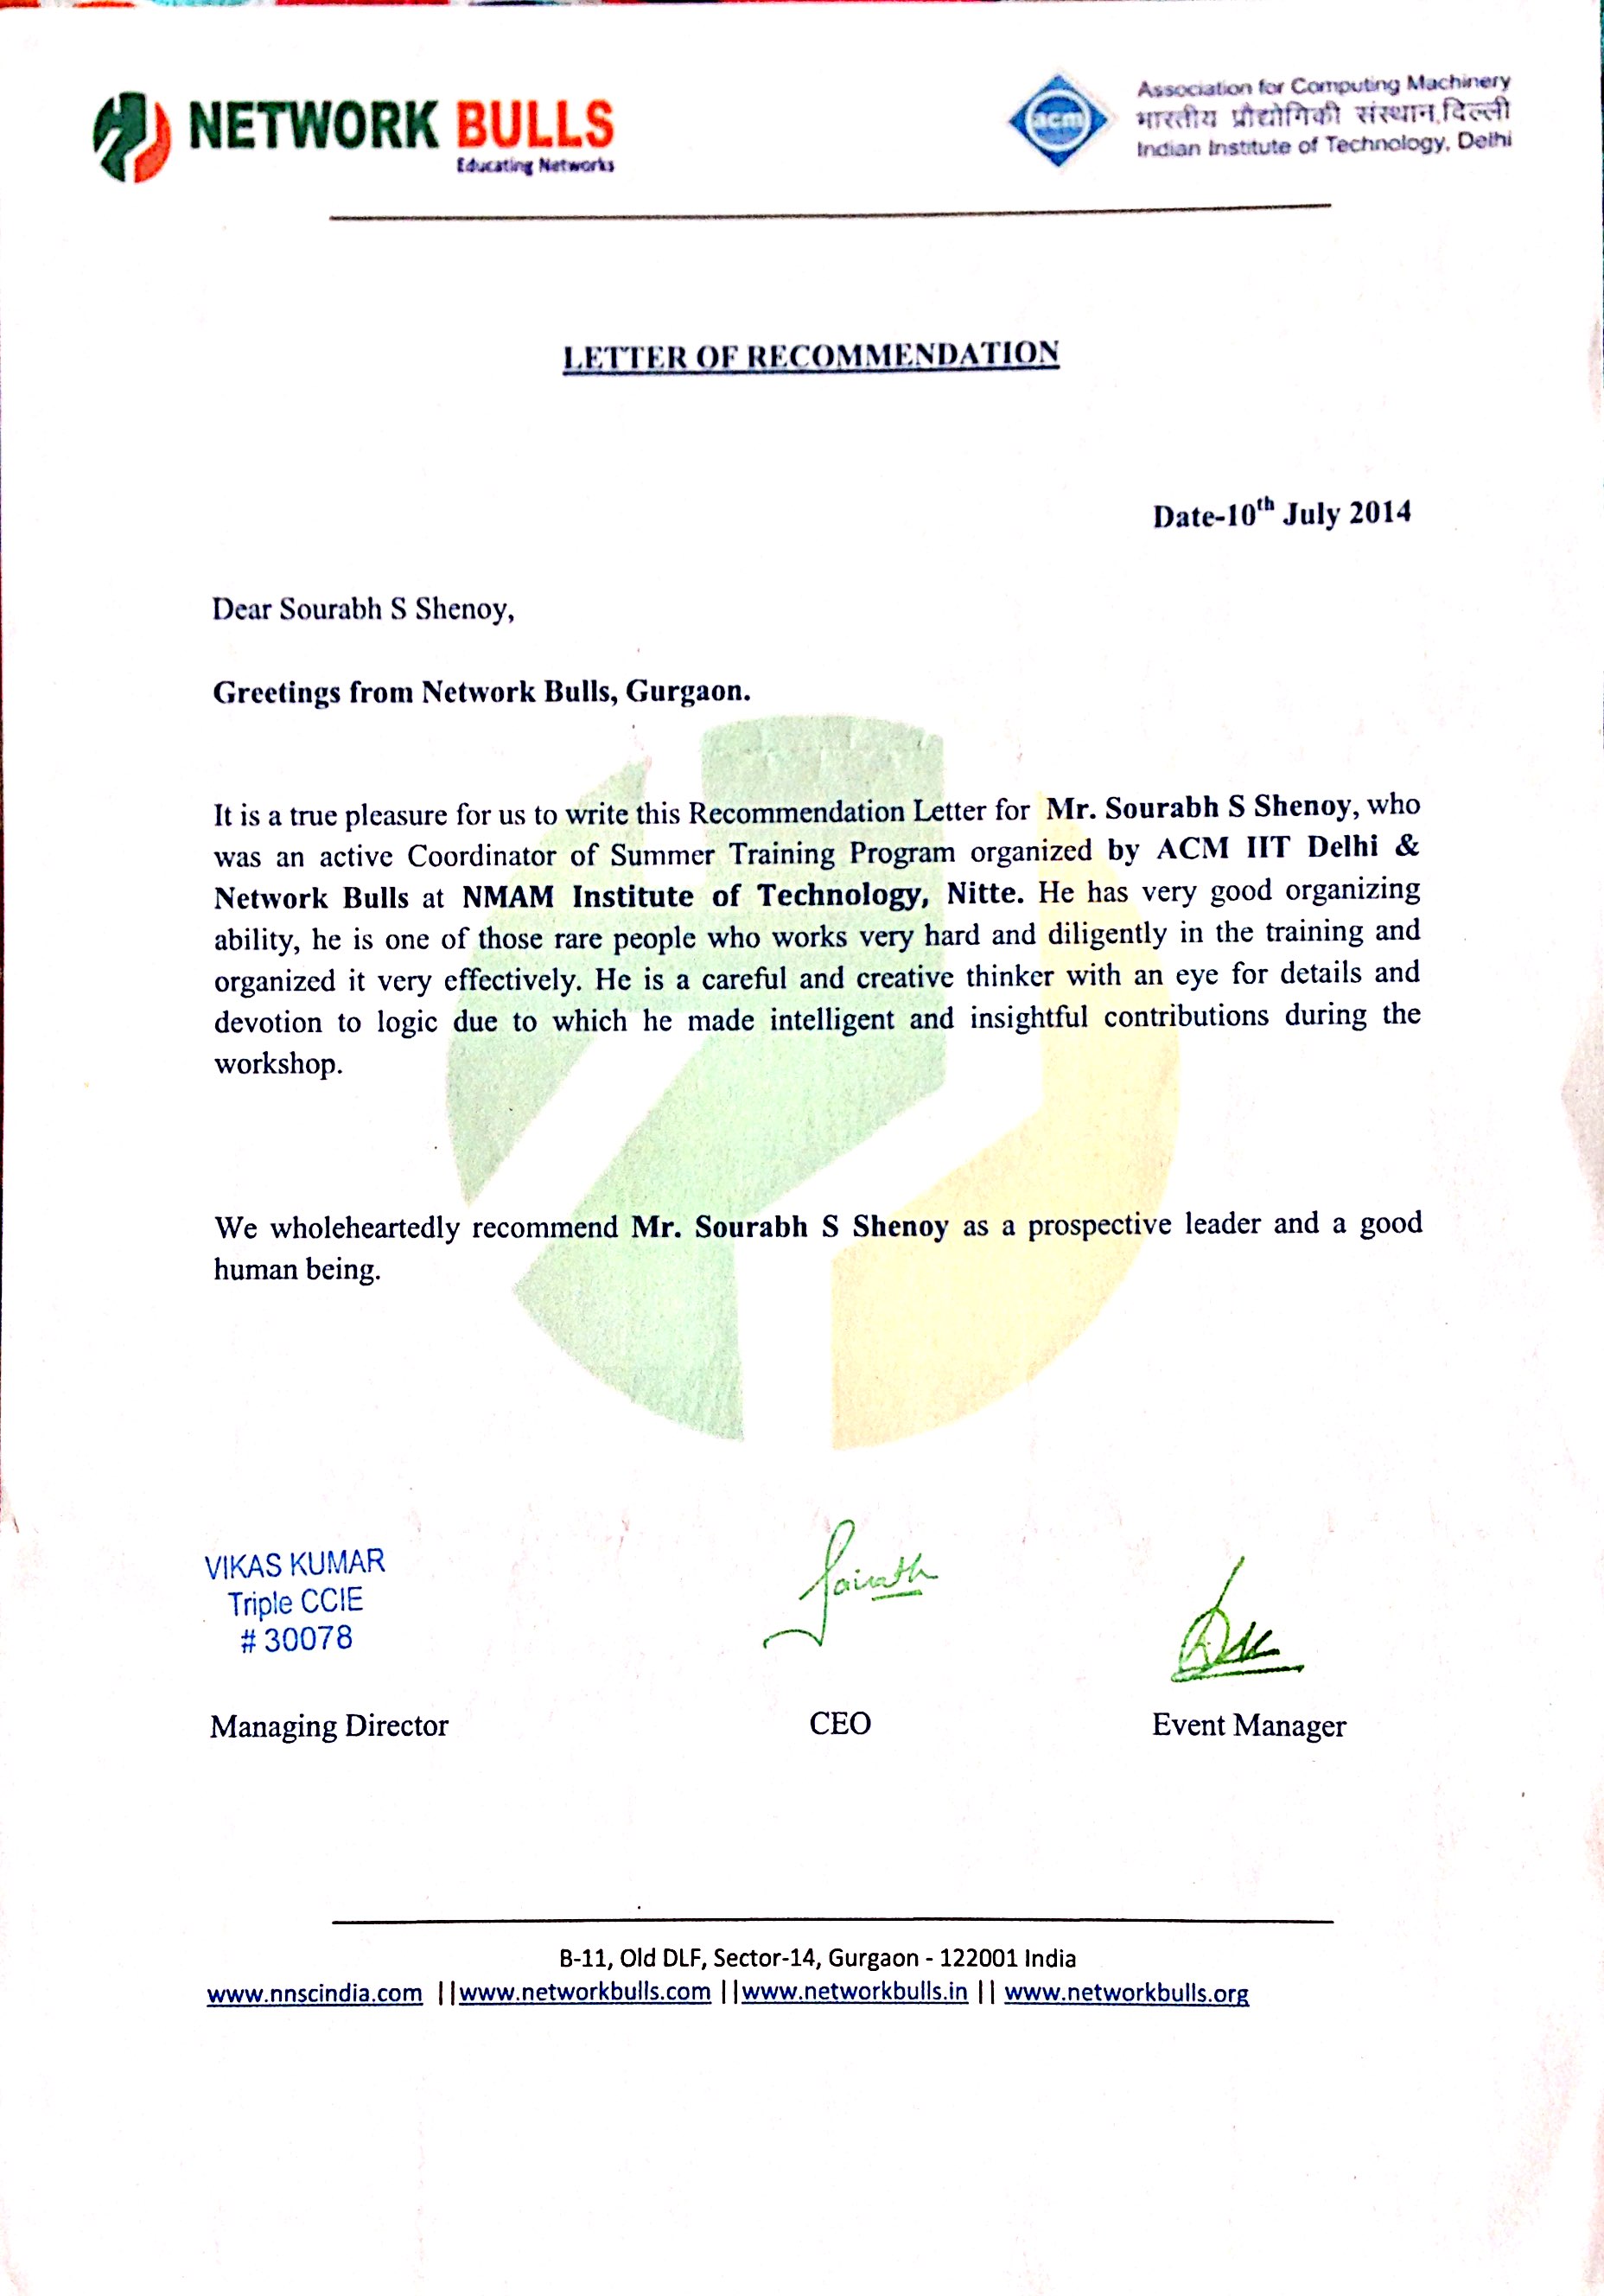 NETWORK BULLS
Educating Networks
acm
Association for Computing Machinery
भारतीय प्रौद्योगिकी संस्थान,दिल्ली
Indian Institute of Technology, Delhi
LETTER OF RECOMMENDATION
Date-10th July 2014
Dear Sourabh S Shenoy,
Greetings from Network Bulls, Gurgaon.
It is a true pleasure for us to write this Recommendation Letter for Mr. Sourabh S Shenoy, who
was an active Coordinator of Summer Training Program organized by ACM IIT Delhi &
Network Bulls at NMAM Institute of Technology, Nitte. He has very good organizing
ability, he is one of those rare people who works very hard and diligently in the training and
organized it very effectively. He is a careful and creative thinker with an eye for details and
devotion to logic due to which he made intelligent and insightful contributions during the
workshop.
We wholeheartedly recommend Mr. Sourabh S Shenoy as a prospective leader and a good
human being.
VIKAS KUMAR
Triple CCIE
# 30078
Managing Director
CEO
Event Manager
B-11, Old DLF, Sector-14, Gurgaon - 122001 India
www.nnscindia.com ||www.networkbulls.com ||www.networkbulls.in || www.networkbulls.org